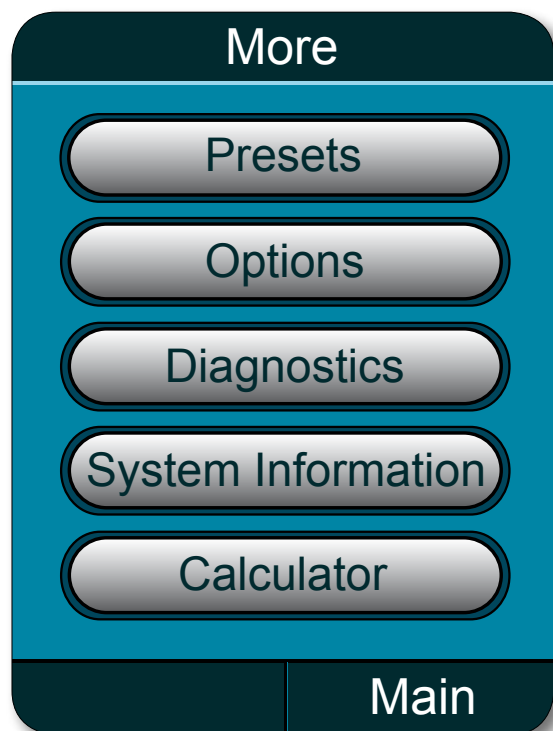 More
Presets
Options
Diagnostics
System Information
Calculator
Main